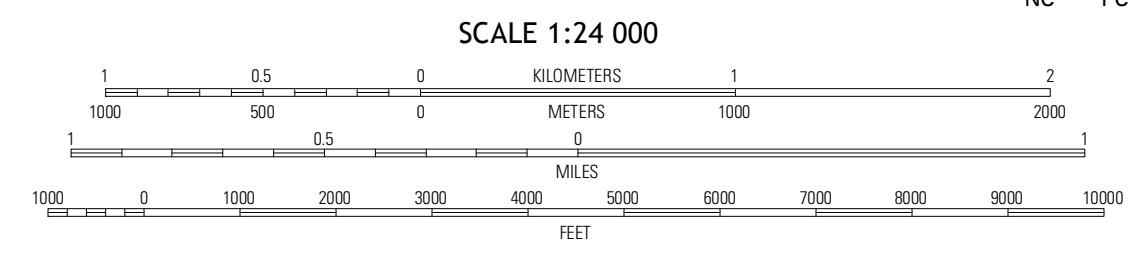 SCALE 1:24 000
1 0.5 0 KILOMETERS 1 2
1000 500 0 METERS 1000 2000
1 0.5 0 1
MILES
1000 0 1000 2000 3000 4000 5000 6000 7000 8000 9000 10000
FEET